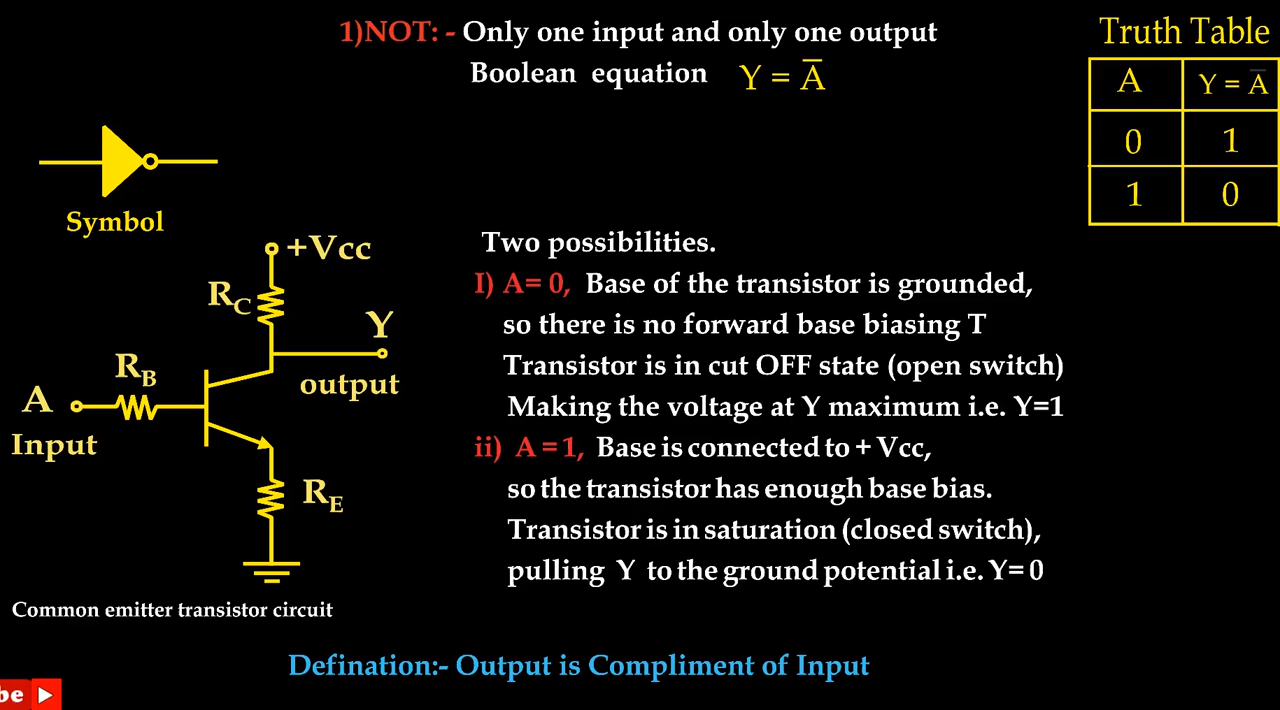 1)NOT: - Only one input and only one output
Boolean equation Y = A̅
Truth Table
A Y = A̅
0 1
1 0
Symbol
+Vcc
RC
Y
output
RB
A
Input
RE
Common emitter transistor circuit
Two possibilities.
I) A= 0, Base of the transistor is grounded,
so there is no forward base biasing T
Transistor is in cut OFF state (open switch)
Making the voltage at Y maximum i.e. Y=1
ii) A = 1, Base is connected to + Vcc,
so the transistor has enough base bias.
Transistor is in saturation (closed switch),
pulling Y to the ground potential i.e. Y= 0
Defination:- Output is Compliment of Input
be